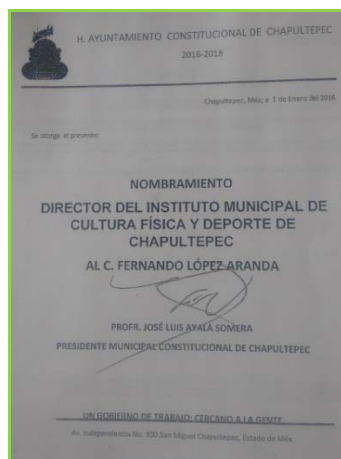 H. AYUNTAMIENTO CONSTITUCIONAL DE CHAPULTEPEC
2016-2018
Chapultepec, Méx; a 1 de Enero del 2016
Se otorga el presente:
NOMBRAMIENTO
DIRECTOR DEL INSTITUTO MUNICIPAL DE
CULTURA FÍSICA Y DEPORTE DE
CHAPULTEPEC
AL C. FERNANDO LÓPEZ ARANDA
PROFR. JOSÉ LUIS AYALA SOMERA
PRESIDENTE MUNICIPAL CONSTITUCIONAL DE CHAPULTEPEC
UN GOBIERNO DE TRABAJO: CERCANO A LA GENTE
Av. Independencia No. 300 San Miguel Chapultepec, Estado de Méx.